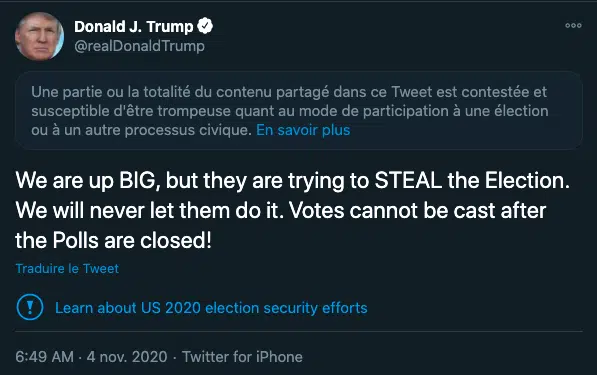 Donald J. Trump
@realDonaldTrump
Une partie ou la totalité du contenu partagé dans ce Tweet est contestée et
susceptible d'être trompeuse quant au mode de participation à une élection
ou à un autre processus civique. En savoir plus
We are up BIG, but they are trying to STEAL the Election.
We will never let them do it. Votes cannot be cast after
the Polls are closed!
Traduire le Tweet
Learn about US 2020 election security efforts
6:49 AM · 4 nov. 2020 · Twitter for iPhone